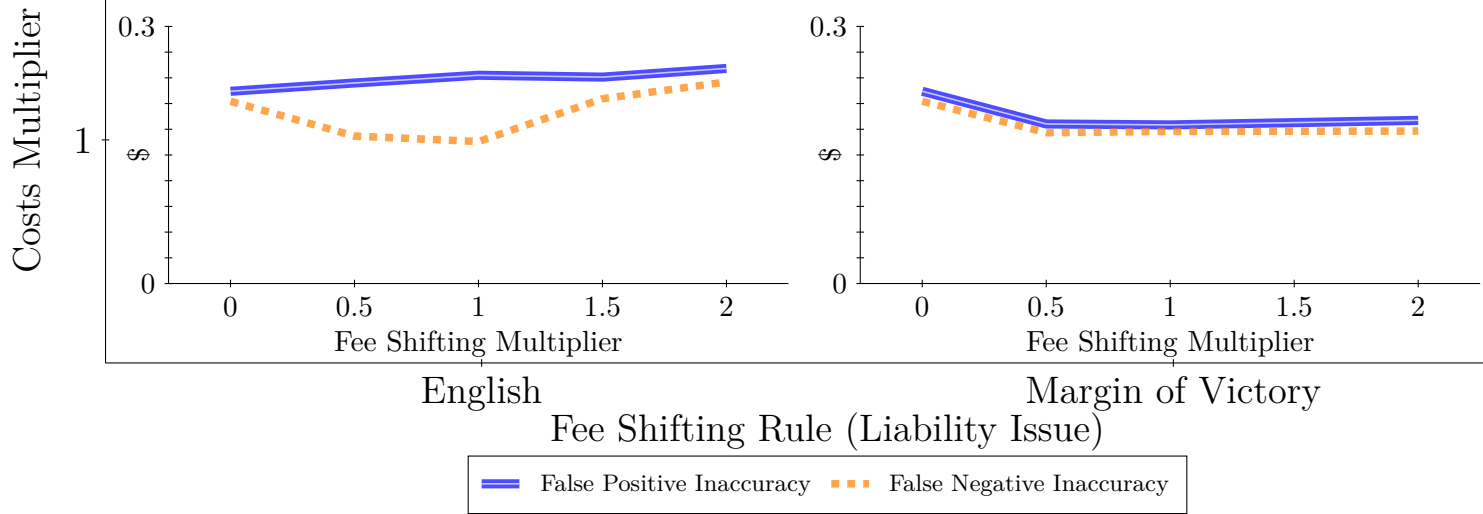 Costs Multiplier
1
0.3
$
0
0 0.5 1 1.5 2
Fee Shifting Multiplier
English
0.3
$
0
0 0.5 1 1.5 2
Fee Shifting Multiplier
Margin of Victory
Fee Shifting Rule (Liability Issue)
False Positive Inaccuracy False Negative Inaccuracy